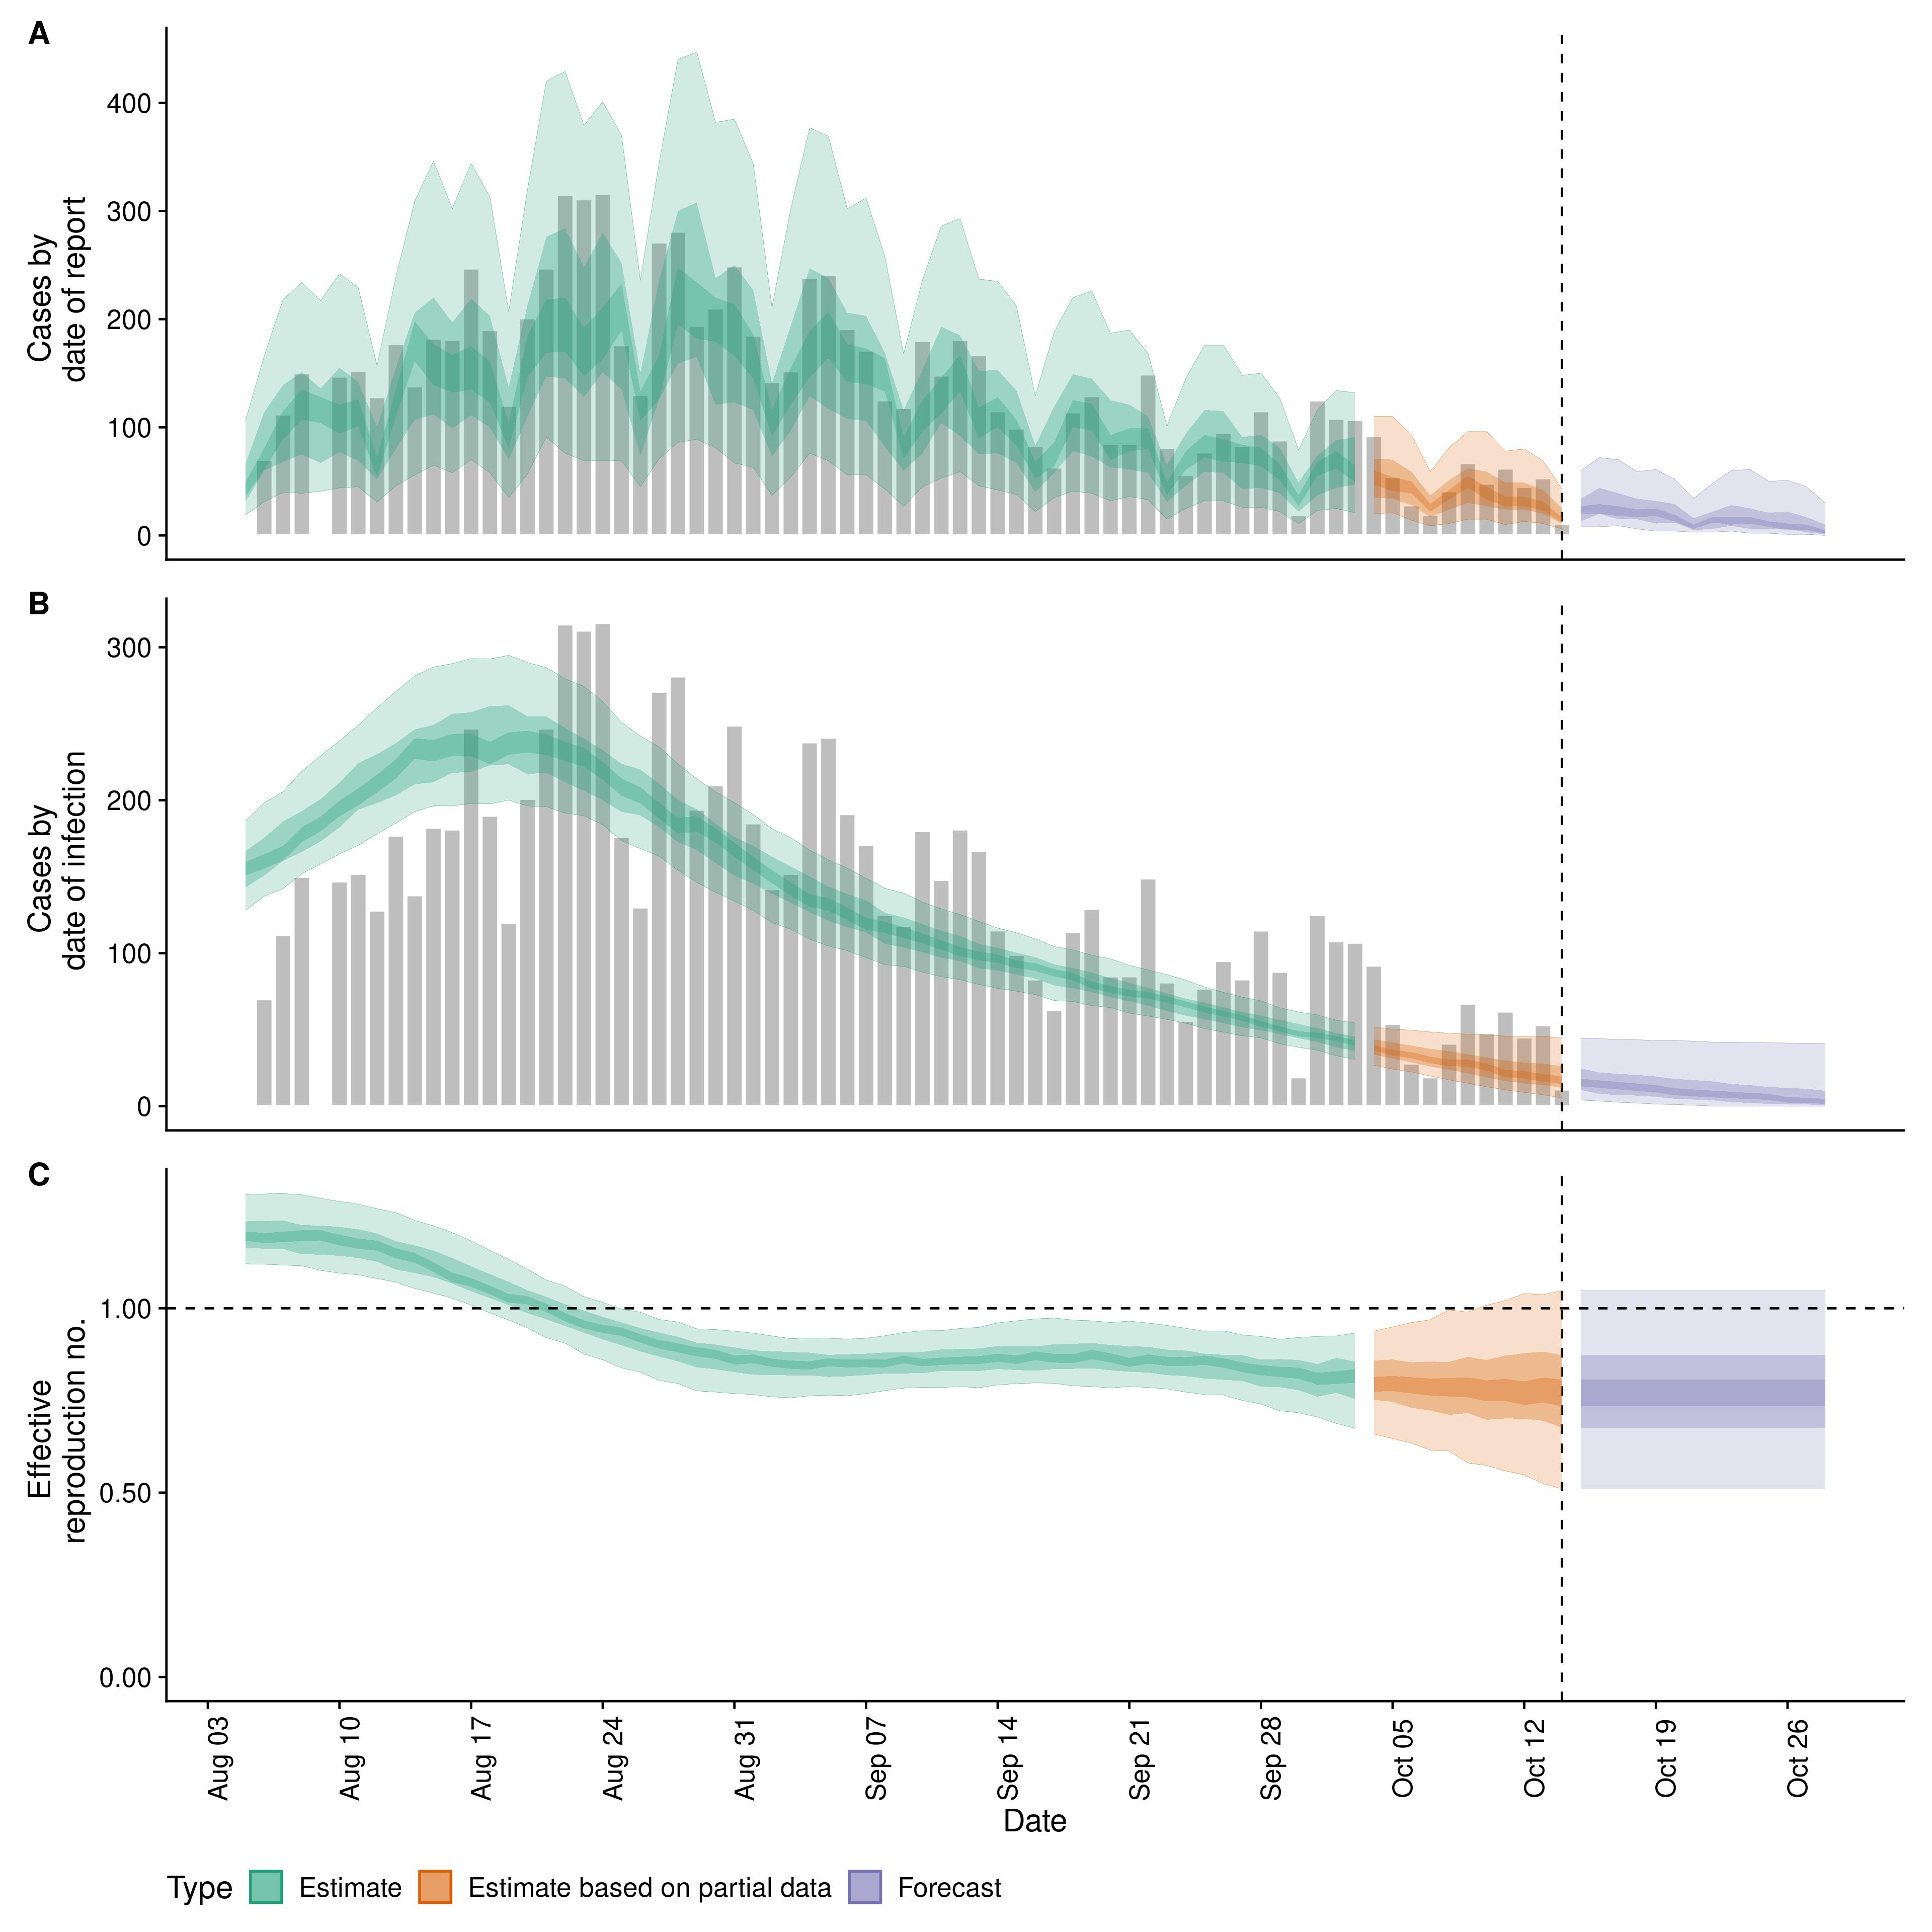 A
Cases by
date of report
400
300
200
100
0
B
Cases by
date of infection
300
200
100
0
C
Effective
reproduction no.
1.00
0.50
0.00
Aug 03
Aug 10
Aug 17
Aug 24
Aug 31
Sep 07
Sep 14
Sep 21
Sep 28
Oct 05
Oct 12
Oct 19
Oct 26
Date
Type Estimate Estimate based on partial data Forecast